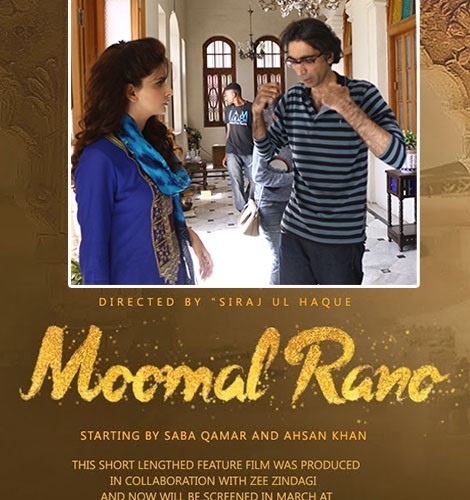 DIRECTED BY "SIRAJ UL HAQUE
Moomal Rano
STARTING BY SABA QAMAR AND AHSAN KHAN
THIS SHORT LENGTHED FEATURE FILM WAS PRODUCED
IN COLLABORATION WITH ZEE ZINDAGI
AND NOW WILL BE SCREENED IN MARCH AT